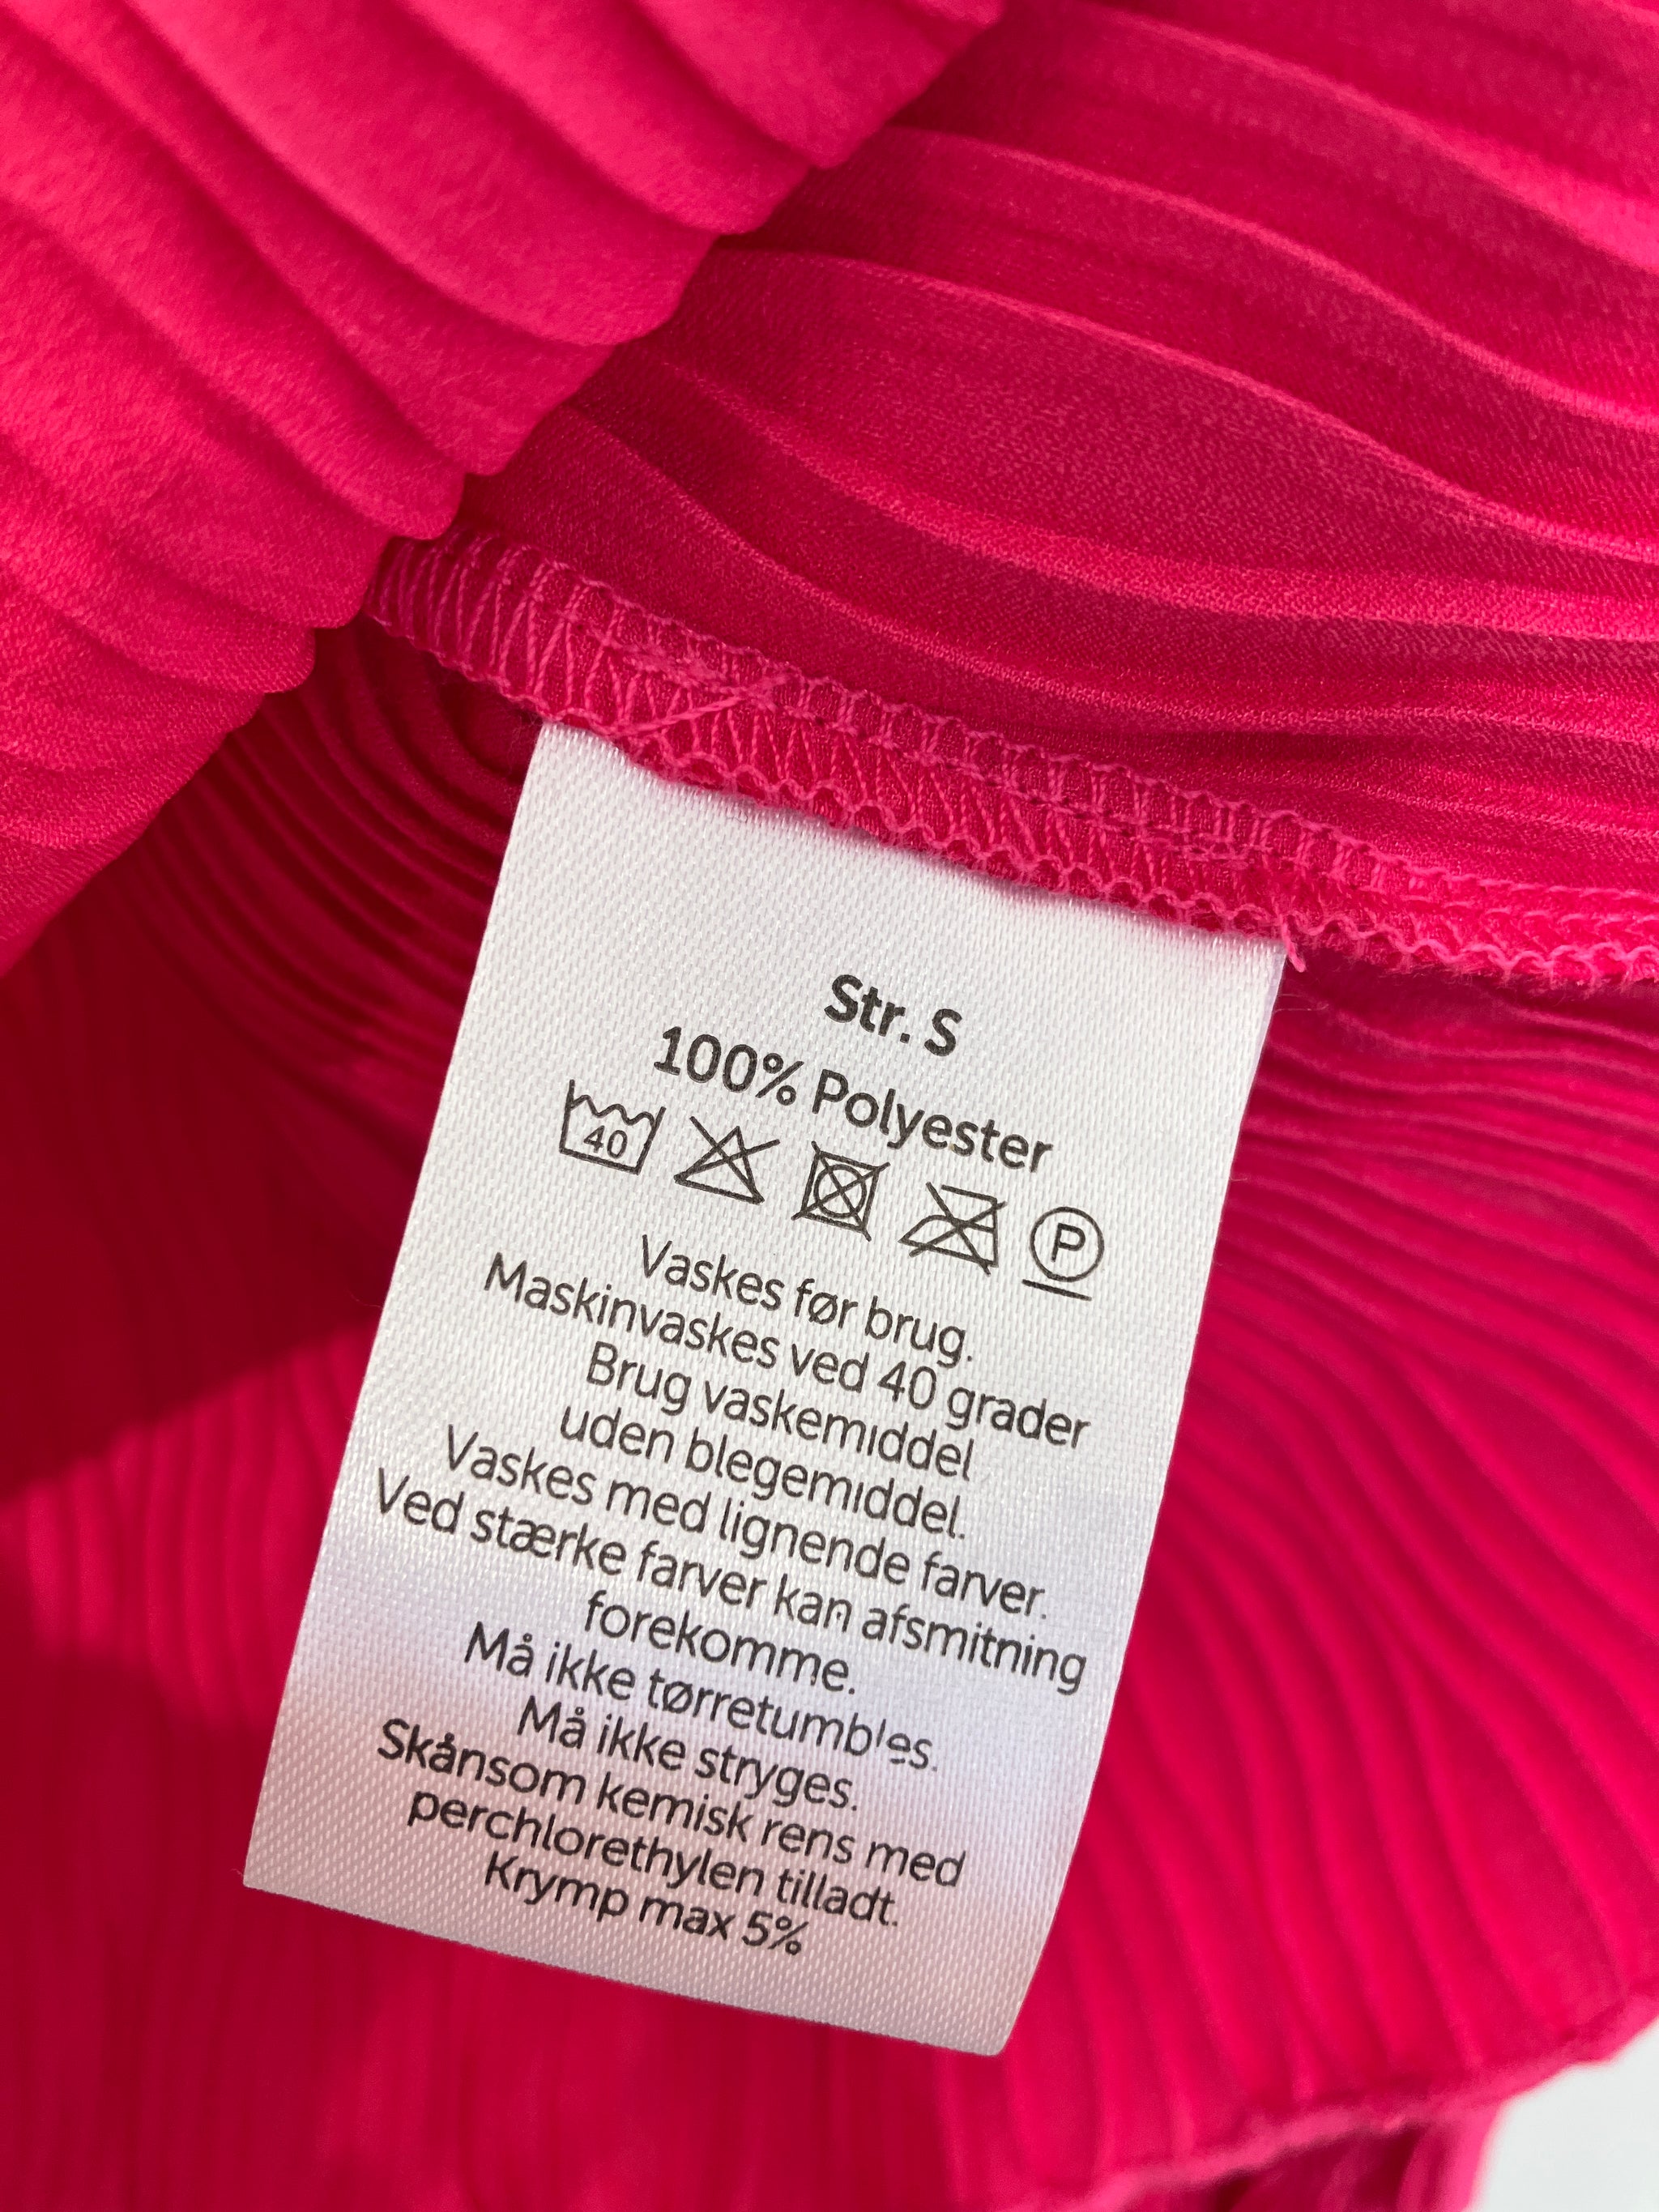 Str. S
100% Polyester
40 P
Vaskes før brug.
Maskinvaskes ved 40 grader
Brug vaskemiddel
uden blegemiddel.
Vaskes med lignende farver.
Ved stærke farver kan afsmitning
forekomme.
Må ikke tørretumbles.
Må ikke stryges.
Skånsom kemisk rens med
perchlorethylen tilladt.
Krymp max 5%